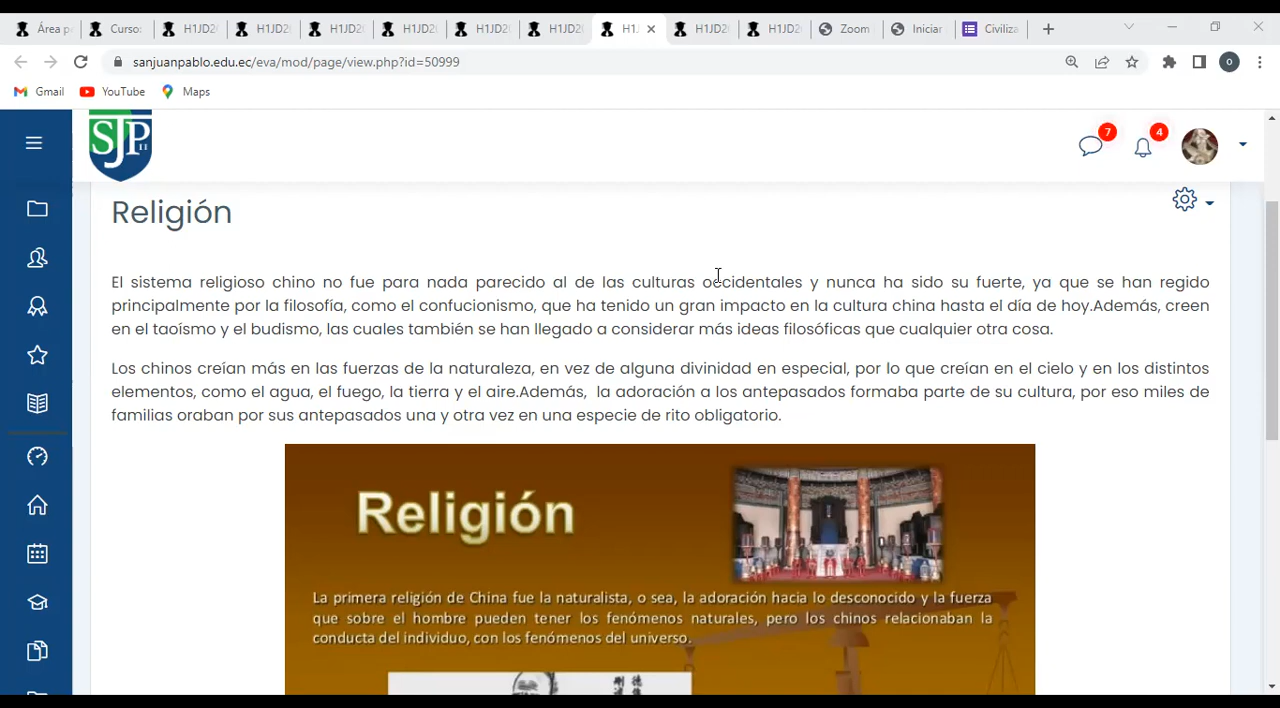 Área p
Curso:
H1JD2
H1JD2
H1JD2
H1JD2
H1JD2
H1JD2
H1J
H1JD2
H1JD2
Zoom
Iniciar
Civiliza
sanjuanpablo.edu.ec/eva/mod/page/view.php?id=50999
o
Gmail
YouTube
Maps
SJP II
7
4
Religión
El sistema religioso chino no fue para nada parecido al de las culturas occidentales y nunca ha sido su fuerte, ya que se han regido
principalmente por la filosofía, como el confucionismo, que ha tenido un gran impacto en la cultura china hasta el día de hoy.Además, creen
en el taoísmo y el budismo, las cuales también se han llegado a considerar más ideas filosóficas que cualquier otra cosa.
Los chinos creían más en las fuerzas de la naturaleza, en vez de alguna divinidad en especial, por lo que creían en el cielo y en los distintos
elementos, como el agua, el fuego, la tierra y el aire.Además, la adoración a los antepasados formaba parte de su cultura, por eso miles de
familias oraban por sus antepasados una y otra vez en una especie de rito obligatorio.
Religión
La primera religión de China fue la naturalista, o sea, la adoración hacia lo desconocido y la fuerza
que sobre el hombre pueden tener los fenómenos naturales, pero los chinos relacionaban la
conducta del individuo, con los fenómenos del universo.